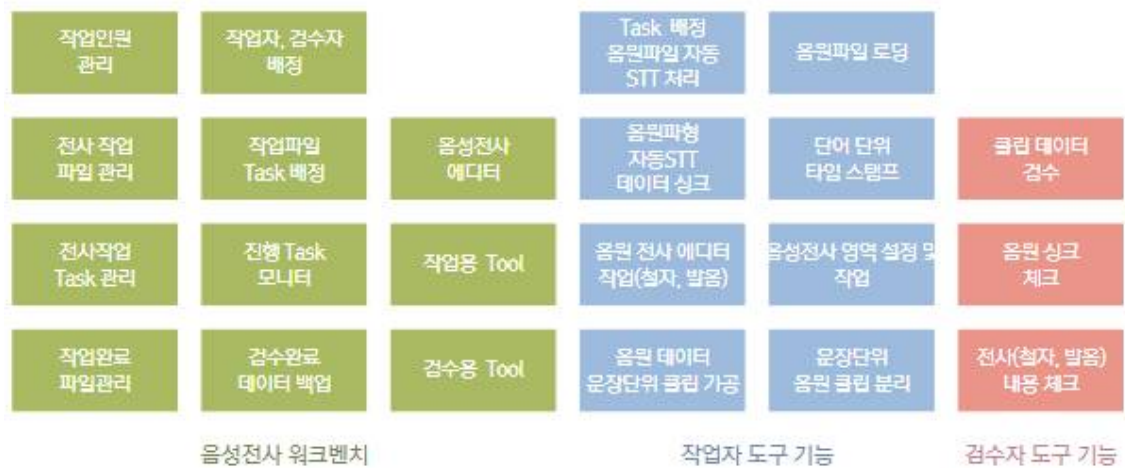 작업인원
관리
작업자, 검수자
배정
Task 배정
음원파일 자동
STT 처리
음원파일 로딩
전사 작업
파일 관리
작업파일
Task 배정
음성전사
에디터
음원파형
자동STT
데이터 싱크
단어 단위
타임 스탬프
클립 데이터
검수
전사작업
Task 관리
진행 Task
모니터
작업용 Tool
음원 전사 에디터
작업(철자, 발음)
음성전사 영역 설정 및
작업
음원 싱크
체크
작업완료
파일관리
검수완료
데이터 백업
검수용 Tool
음원 데이터
문장단위 클립 가공
문장단위
음원 클립 분리
전사(철자, 발음)
내용 체크
음성전사 워크벤치
작업자 도구 기능
검수자 도구 기능